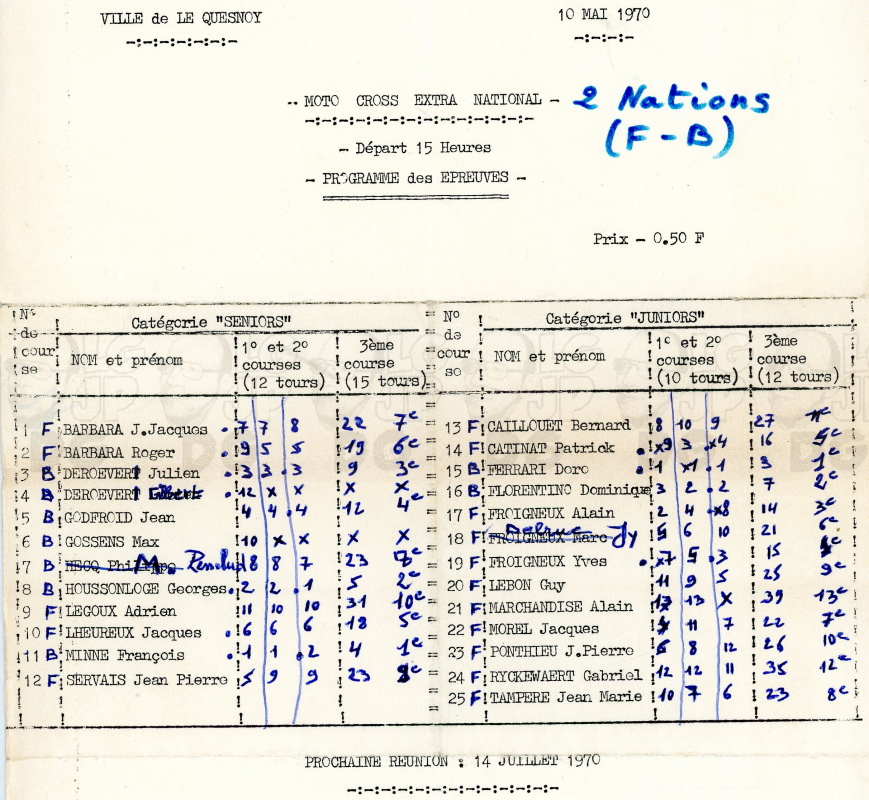 VILLE de LE QUESNOY 10 MAI 1970
-:-:-:-:-:-:- -:-:-:-
-- MOTO CROSS EXTRA NATIONAL - 2 Nations
-:-:-:-:-:-:-:-:-:-:-:-:-:- (F-B)
- Départ 15 Heures
- PROGRAMME des EPREUVES -
Prix - 0.50 F
N° de course Catégorie "SENIORS" N° de course Catégorie "JUNIORS"
NOM et prénom 1° et 2° courses (12 tours) 3ème course (15 tours) NOM et prénom 1° et 2° courses (10 tours) 3ème course (12 tours)
1 F BARBARA J.Jacques . 7 7 8 22 7e 13 F CAILLOUET Bernard 8 10 9 27
2 F BARBARA Roger . 9 5 5 19 6e 14 F CATINAT Patrick . x9 3 .x4 16 5e
3 B DEROEVERT Julien . 3 3 .3 9 3e 15 B FERRARI Doro . 1 x1 .1 3 1e
4 B DEROEVERT . 12 x x x x 16 B FLORENTINO Dominique 3 2 .2 7 2e
5 B GODFROID Jean 4 4 .4 12 4e 17 F FROIGNEUX Alain 2 4 .x8 14 3e
6 B GOSSENS Max 10 x x x x 18 F FROIGNEUX Marc Delrue Jy 5 6 10 21 6e
7 B HECQ Philippe M. 8 8 7 23 19 F FROIGNEUX Yves . x7 5 .3 15
8 B HOUSSONLOGE Georges . 2 2 .1 5 2e 20 F LEBON Guy 11 9 5 25 9e
9 F LEGOUX Adrien 11 10 10 31 10e 21 F MARCHANDISE Alain 13 13 x 39 13e
10 F LHEUREUX Jacques . 6 6 6 18 5e 22 F MOREL Jacques 11 7 22 7e
11 B MINNE François . 1 1 .2 4 1e 23 F PONTHIEU J.Pierre 6 8 12 26 10e
12 F SERVAIS Jean Pierre 5 9 9 23 8e 24 F RYCKEWAERT Gabriel 12 12 11 35 12e
25 F TAMPERE Jean Marie 10 7 6 23 8e
PROCHAINE REUNION : 14 JUILLET 1970
-:-:-:-:-:-:-:-:-:-:-:-